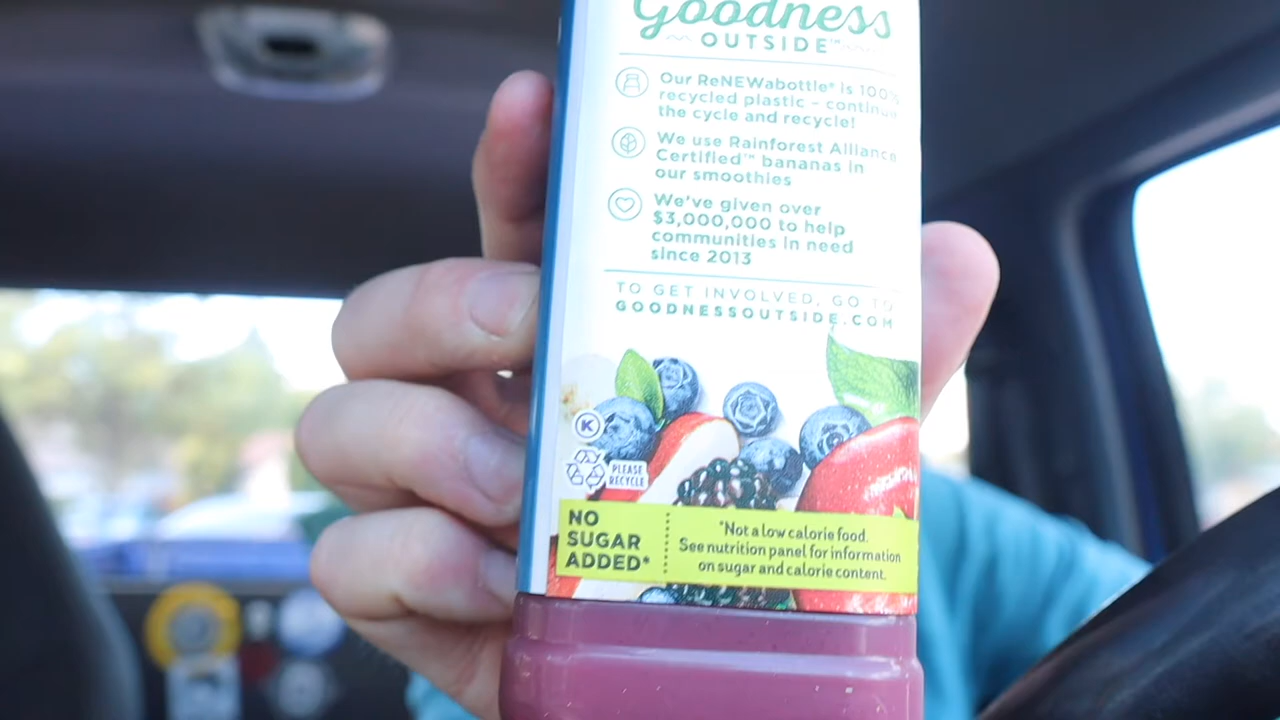 Goodness
OUTSIDE™
Our ReNEWabottle® is 100%
recycled plastic – continue
the cycle and recycle!
We use Rainforest Alliance
Certified™ bananas in
our smoothies
We've given over
$3,000,000 to help
communities in need
since 2013
TO GET INVOLVED, GO TO
GOODNESSOUTSIDE.COM
K
PLEASE
RECYCLE
NO
SUGAR
ADDED*
*Not a low calorie food.
See nutrition panel for information
on sugar and calorie content.